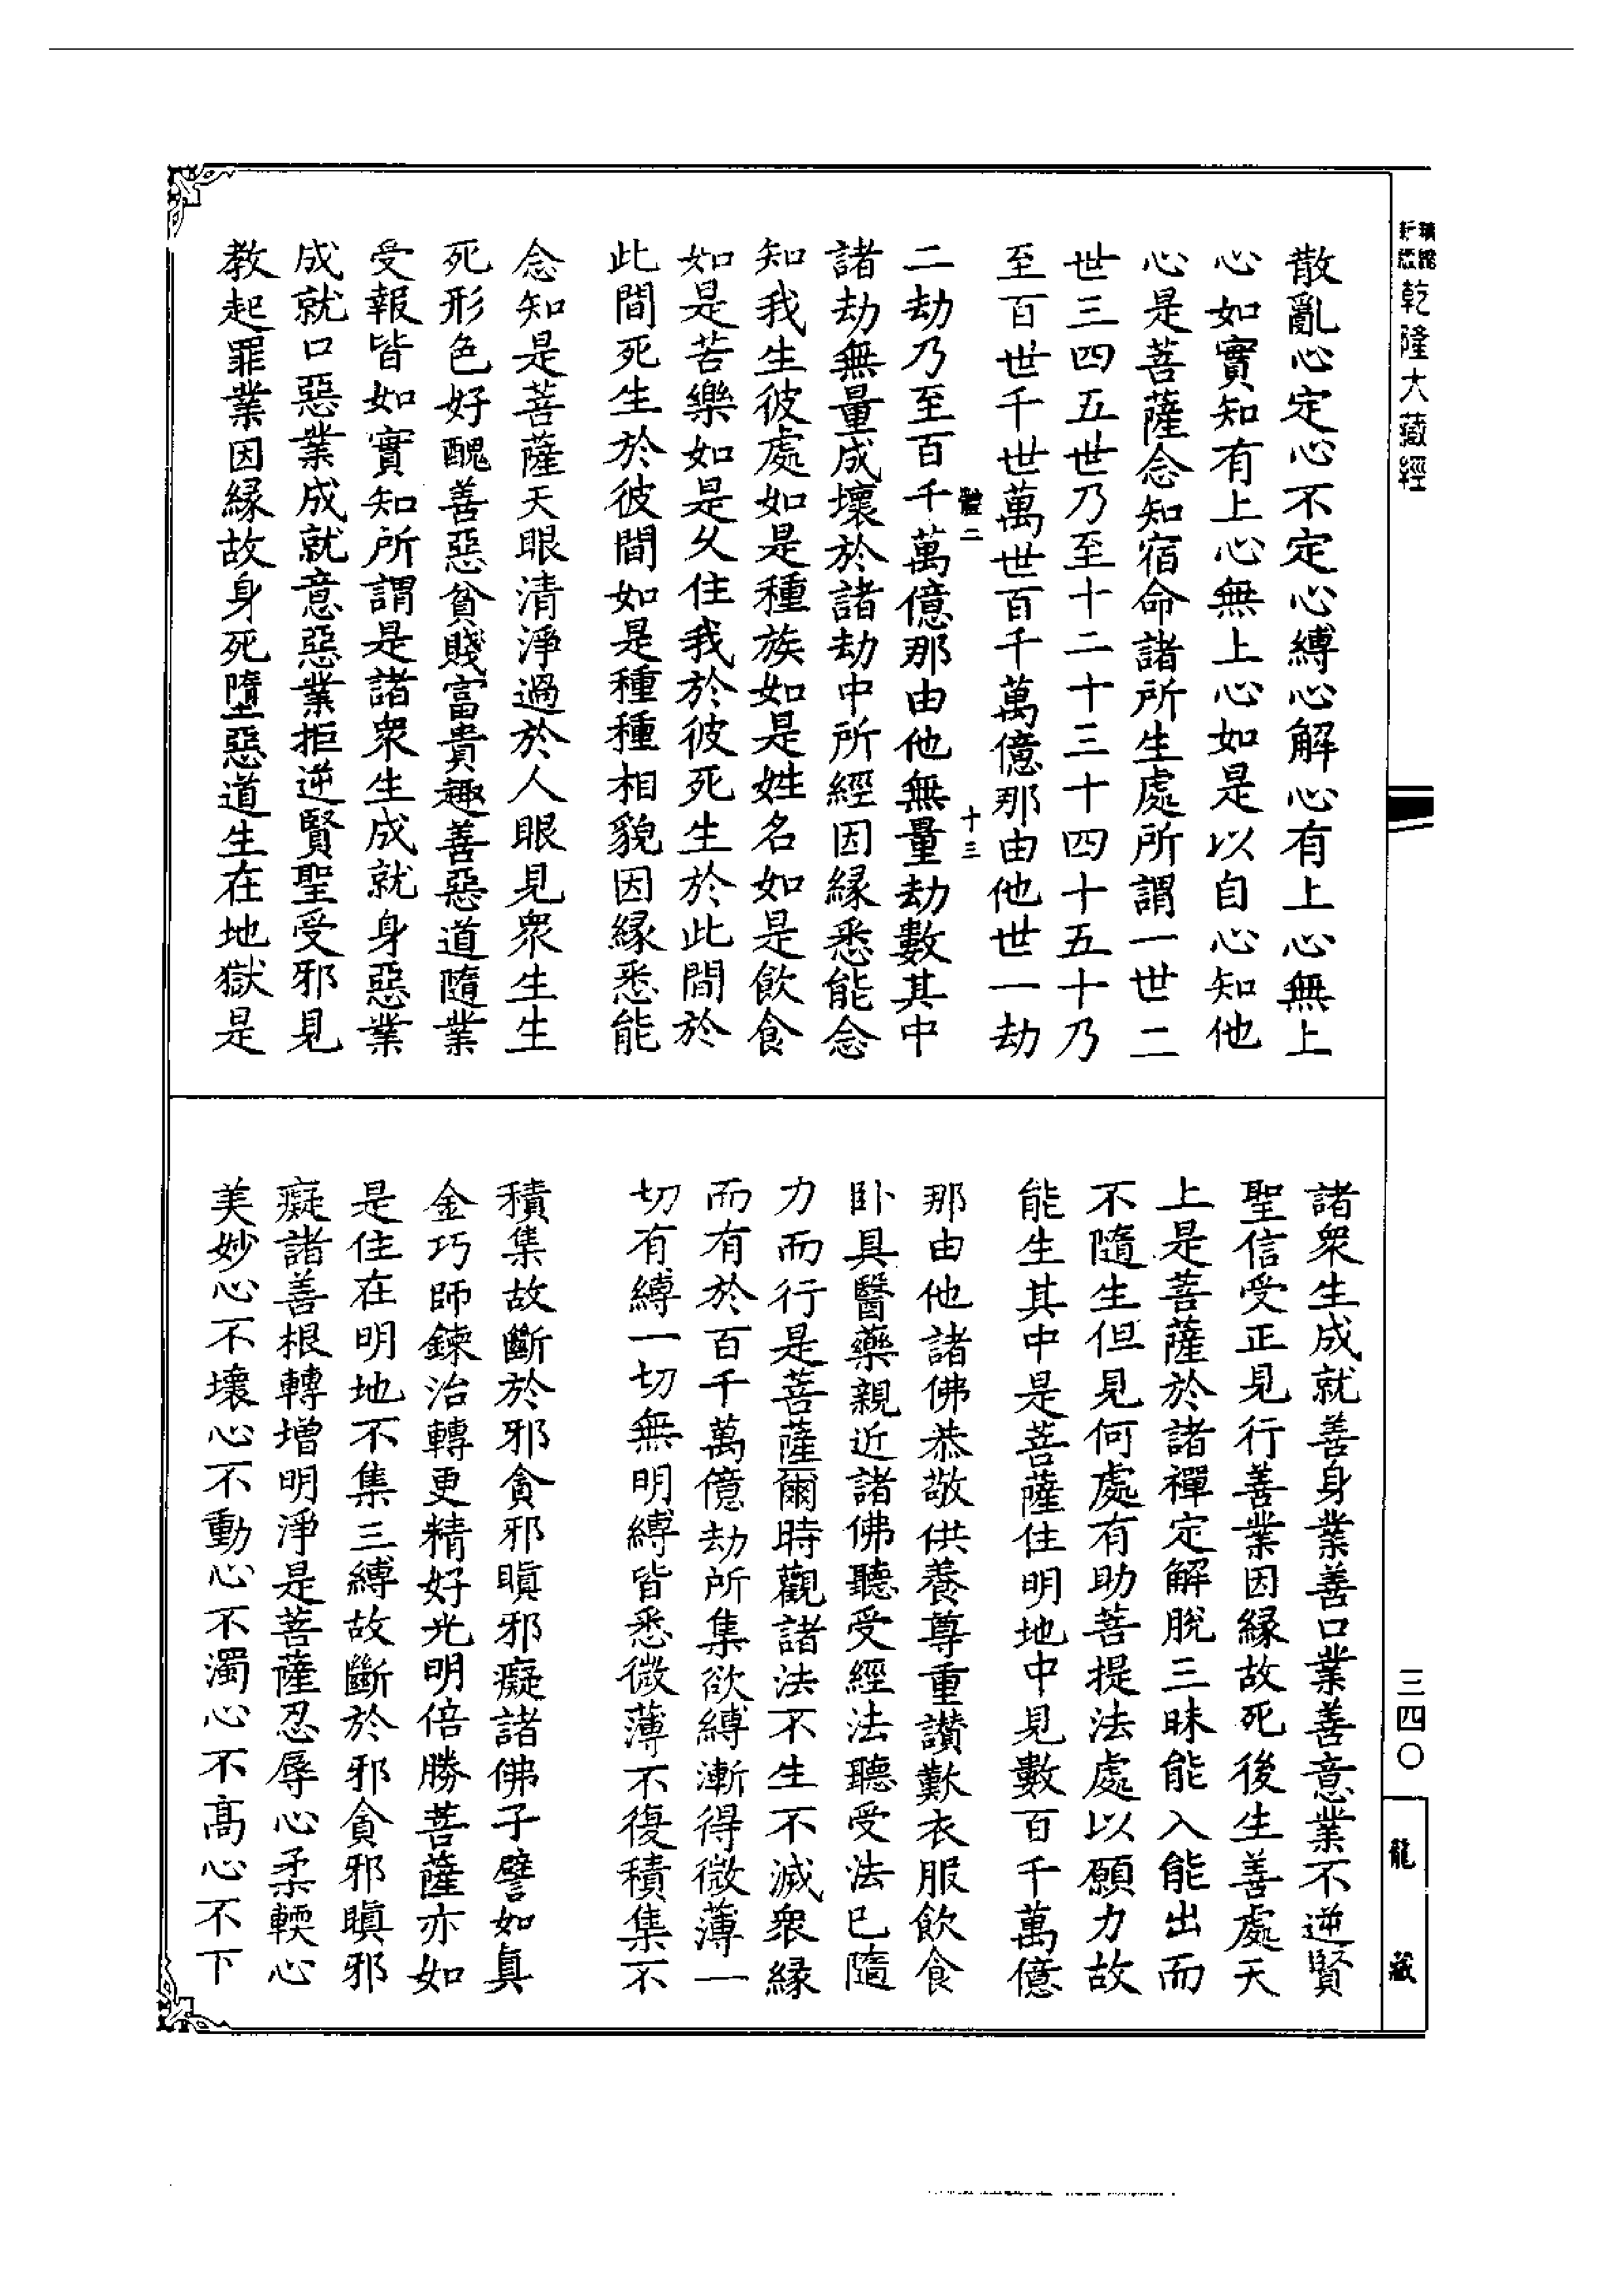 乾隆大藏經
散亂心定心不定心縛心解心有上心無上
心如實知有上心無上心如是以自心知他
心是菩薩念知宿命諸所生處所謂一世二
世三四五世乃至十二十三十四十五十乃
至百世千世萬世百千萬億那由他世一劫
體二
十三
二劫乃至百千萬億那由他無量劫數其中
諸劫無量成壞於諸劫中所經因緣悉能念
知我生彼處如是種族如是姓名如是飲食
如是苦樂如是久住我於彼死生於此間於
此間死生於彼間如是種種相貌因緣悉能
念知是菩薩天眼清淨過於人眼見眾生生
死形色好醜善惡貧賤富貴趣善惡道隨業
受報皆如實知所謂是諸眾生成就身惡業
成就口惡業成就意惡業拒逆賢聖受邪見
教起罪業因緣故身死墮惡道生在地獄是
諸眾生成就善身業善口業善意業不逆賢
聖信受正見行善業因緣故死後生善處天
上是菩薩於諸禪定解脫三昧能入能出而
不隨生但見何處有助菩提法處以願力故
能生其中是菩薩住明地中見數百千萬億
那由他諸佛恭敬供養尊重讚歎衣服飲食
臥具醫藥親近諸佛聽受經法聽受法已隨
力而行是菩薩爾時觀諸法不生不滅眾緣
而有於百千萬億劫所集欲縛漸得微薄一
切有縛一切無明縛皆悉微薄不復積集不
積集故斷於邪貪邪瞋邪癡諸佛子譬如真
金巧師鍊治轉更精好光明倍勝菩薩亦如
是住在明地不集三縛故斷於邪貪邪瞋邪
癡諸善根轉增明淨是菩薩忍辱心柔輭心
美妙心不壞心不動心不濁心不高心不下
三四〇
龍藏